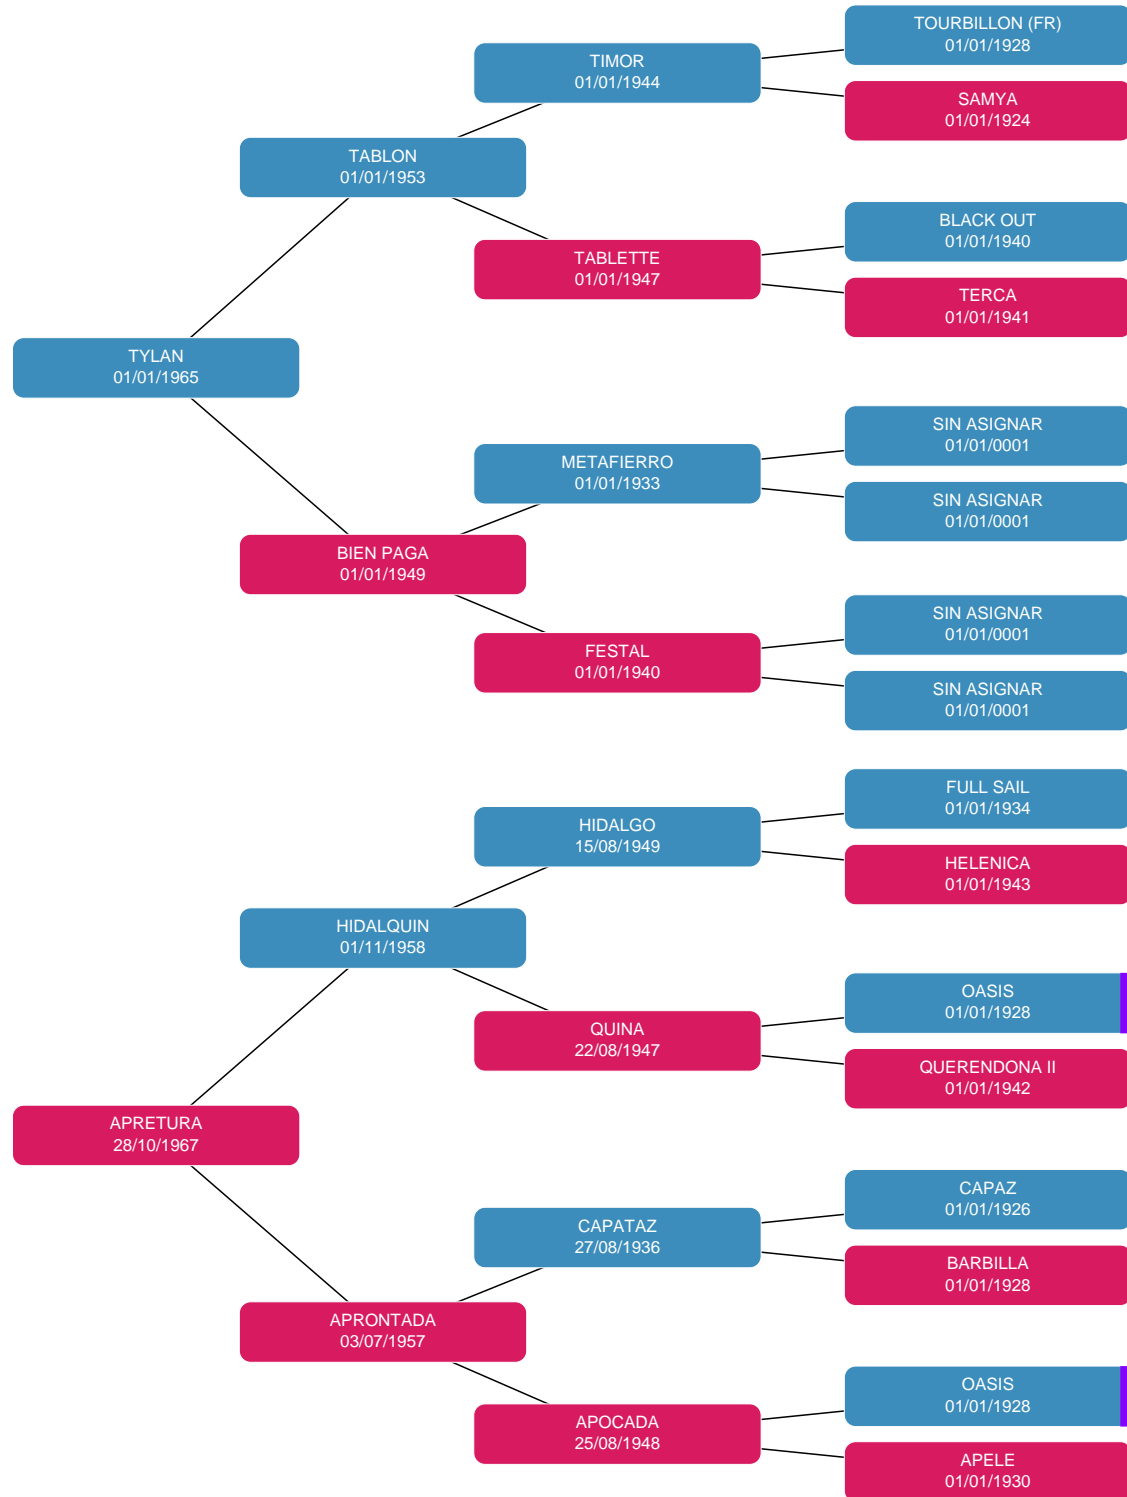 TOURBILLON (FR)
01/01/1928
TIMOR
01/01/1944
SAMYA
01/01/1924
TABLON
01/01/1953
BLACK OUT
01/01/1940
TABLETTE
01/01/1947
TERCA
01/01/1941
TYLAN
01/01/1965
SIN ASIGNAR
01/01/0001
METAFIERRO
01/01/1933
SIN ASIGNAR
01/01/0001
BIEN PAGA
01/01/1949
SIN ASIGNAR
01/01/0001
FESTAL
01/01/1940
SIN ASIGNAR
01/01/0001
FULL SAIL
01/01/1934
HIDALGO
15/08/1949
HELENICA
01/01/1943
HIDALQUIN
01/11/1958
OASIS
01/01/1928
QUINA
22/08/1947
QUERENDONA II
01/01/1942
APRETURA
28/10/1967
CAPAZ
01/01/1926
CAPATAZ
27/08/1936
BARBILLA
01/01/1928
APRONTADA
03/07/1957
OASIS
01/01/1928
APOCADA
25/08/1948
APELE
01/01/1930